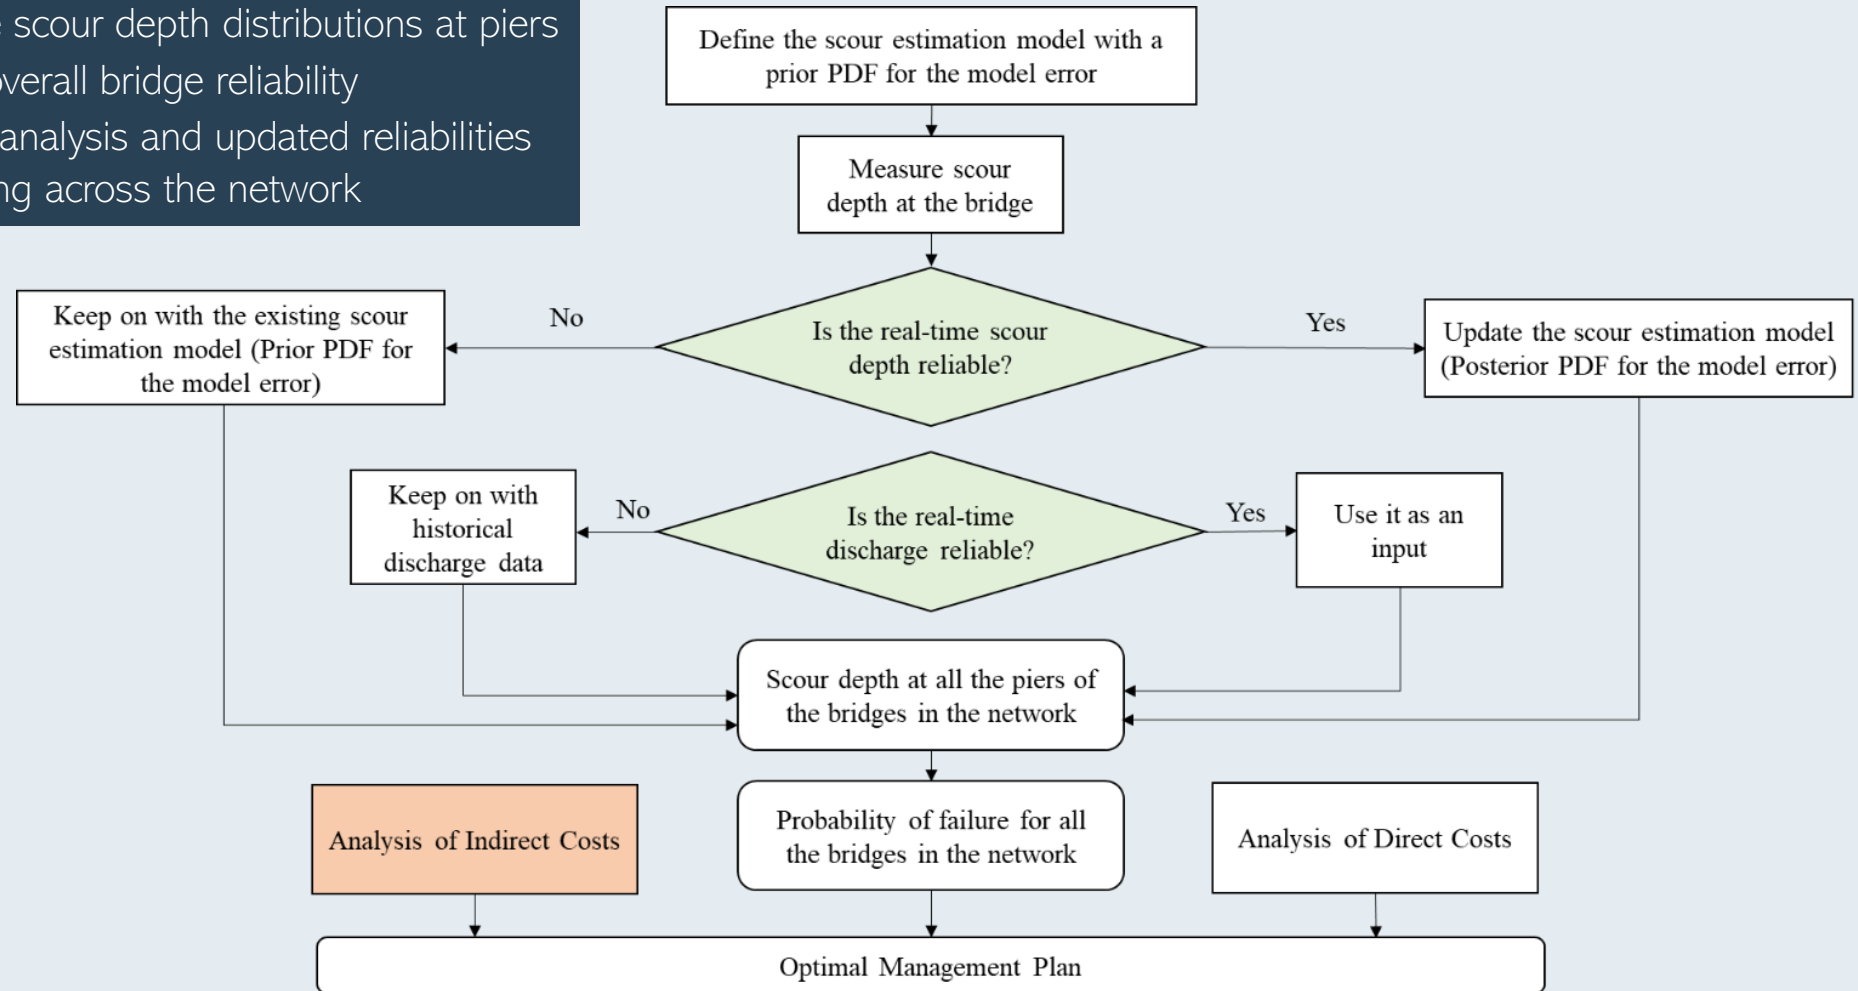 scour depth distributions at piers
overall bridge reliability
analysis and updated reliabilities
across the network
Define the scour estimation model with a
prior PDF for the model error
Measure scour
depth at the bridge
Keep on with the existing scour
estimation model (Prior PDF for
the model error)
No
Is the real-time scour
depth reliable?
Yes
Update the scour estimation model
(Posterior PDF for the model error)
Keep on with
historical
discharge data
No
Is the real-time
discharge reliable?
Yes
Use it as an
input
Scour depth at all the piers of
the bridges in the network
Analysis of Indirect Costs
Probability of failure for all
the bridges in the network
Analysis of Direct Costs
Optimal Management Plan